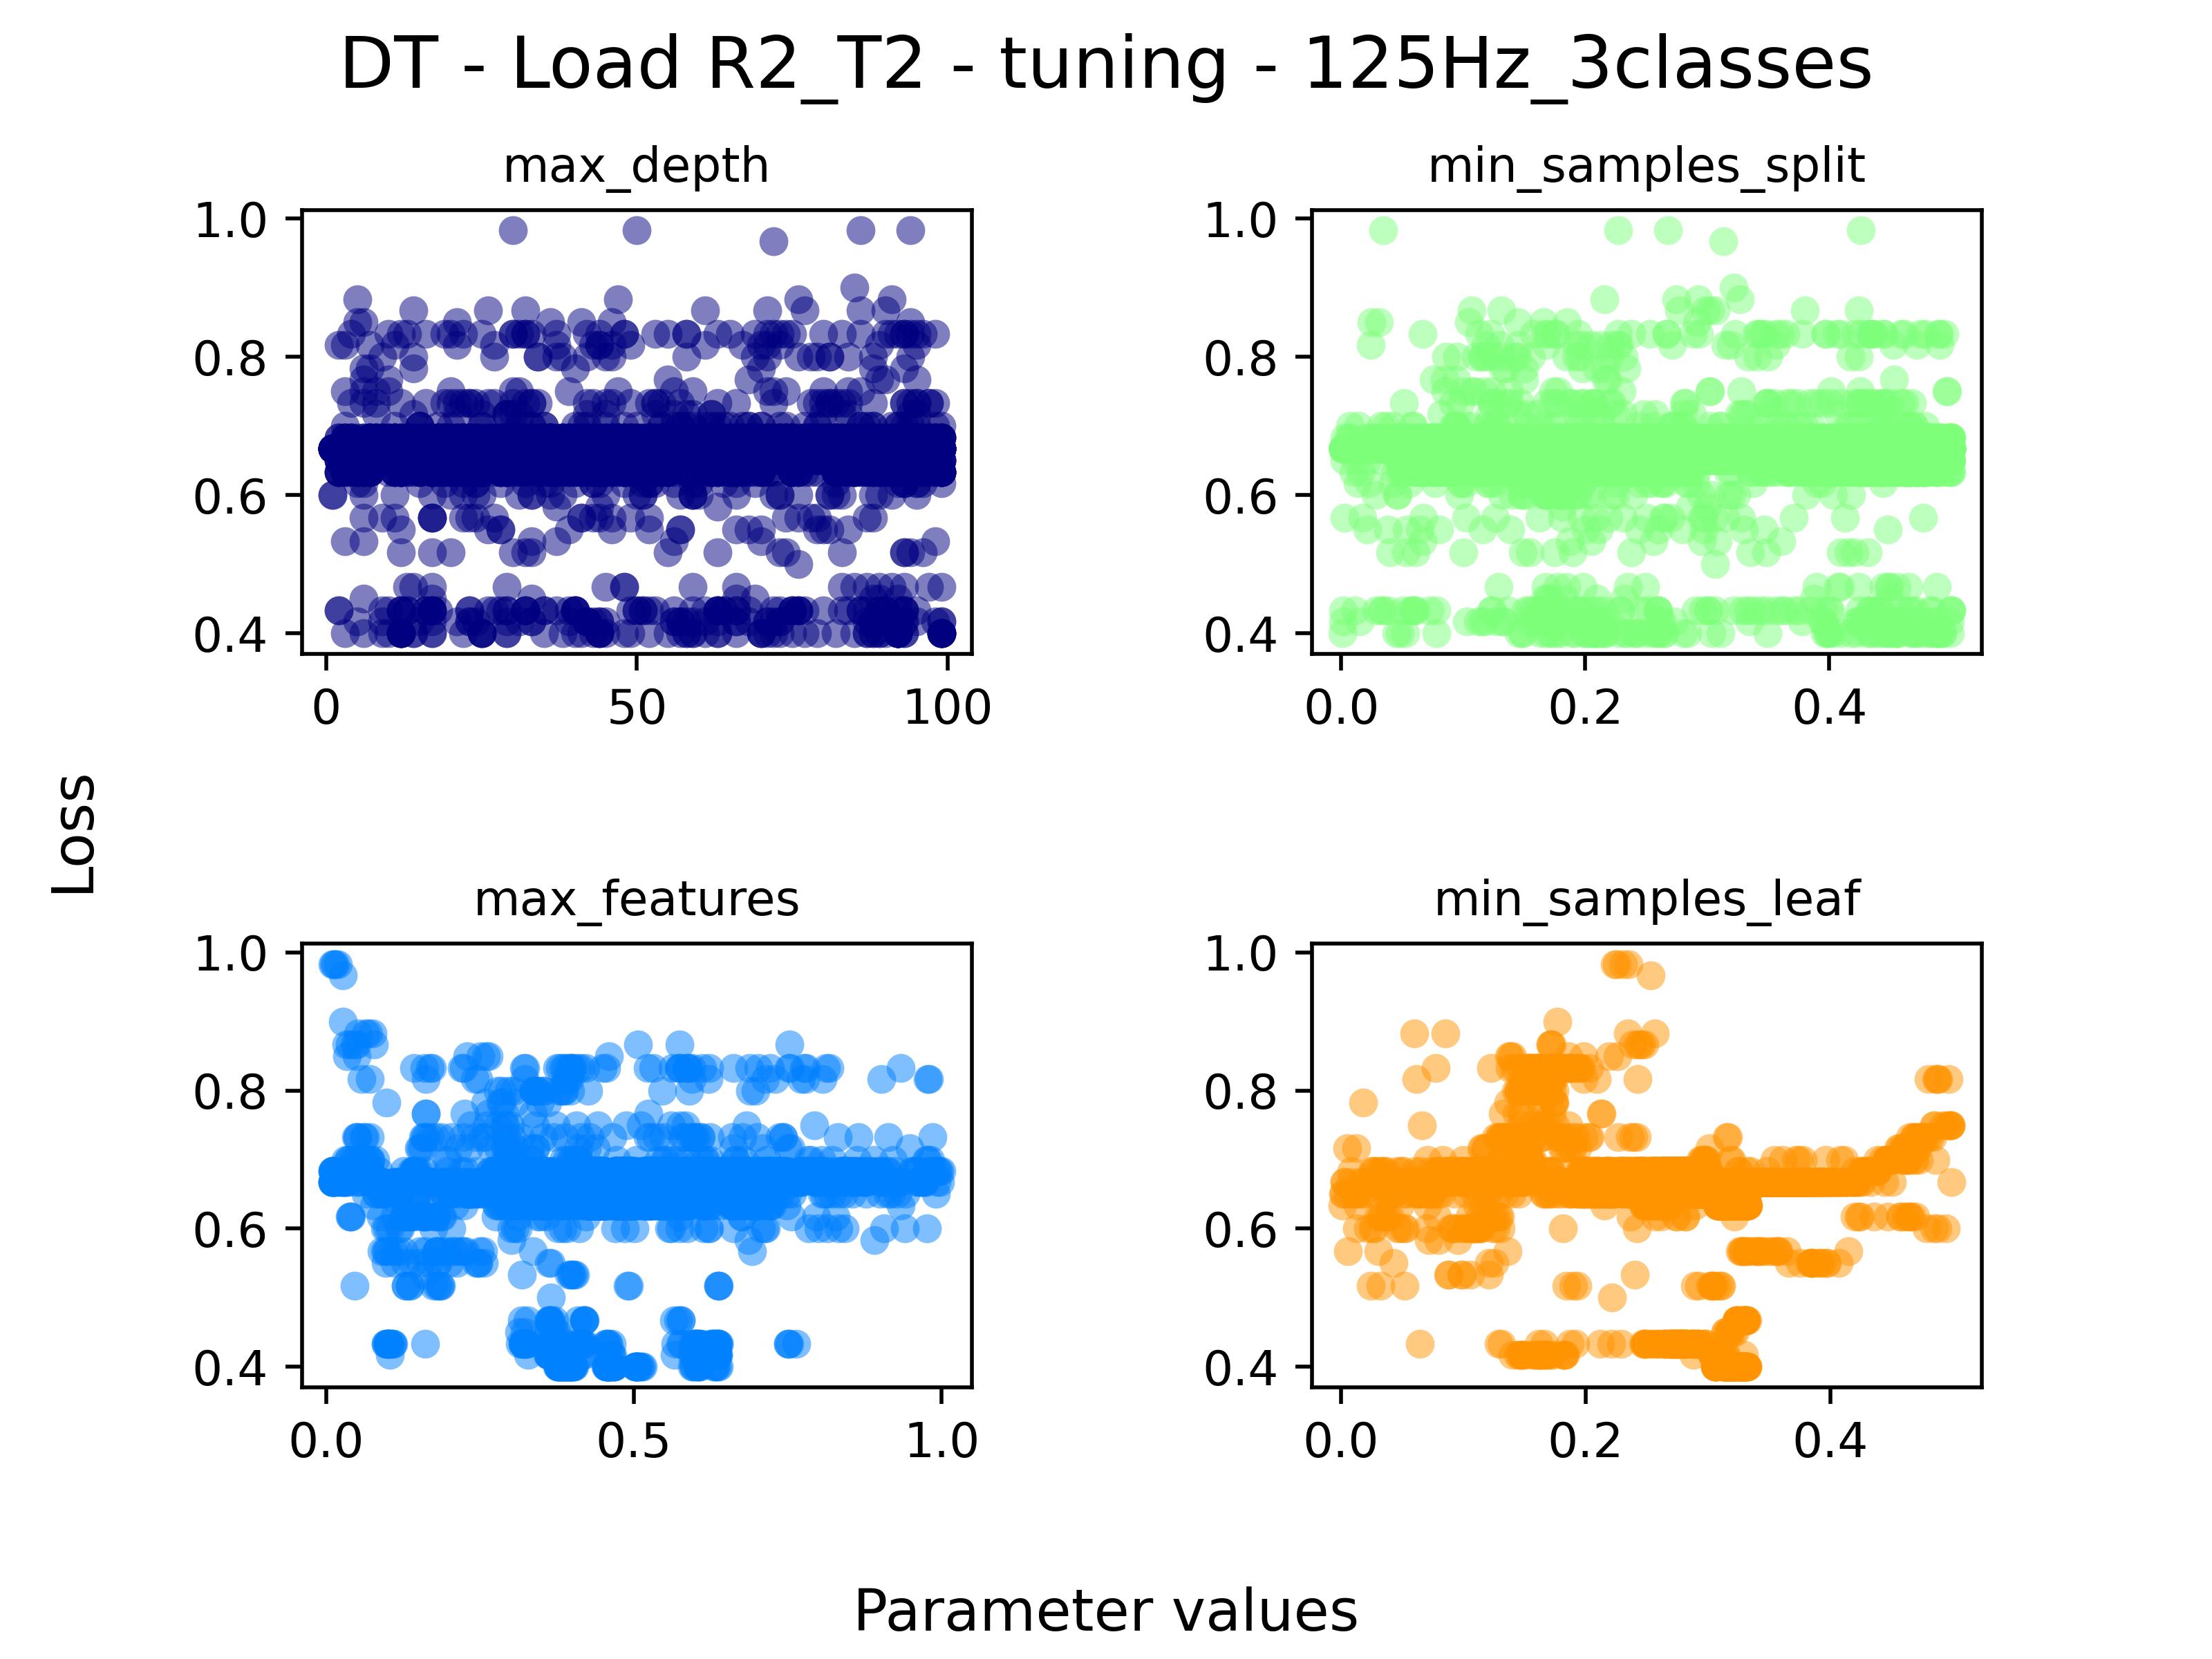 DT - Load R2_T2 - tuning - 125Hz_3classes
max_depth
1.0
0.8
0.6
0.4
0 50 100
min_samples_split
1.0
0.8
0.6
0.4
0.0 0.2 0.4
Loss
max_features
1.0
0.8
0.6
0.4
0.0 0.5 1.0
min_samples_leaf
1.0
0.8
0.6
0.4
0.0 0.2 0.4
Parameter values